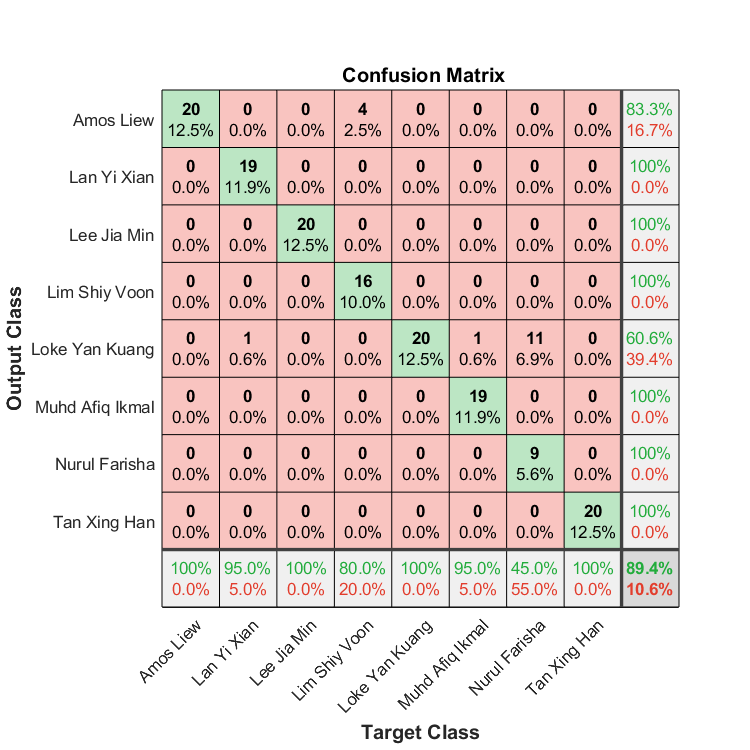 Confusion Matrix
Amos Liew
20 0 0 4 0 0 0 0 83.3%
12.5% 0.0% 0.0% 2.5% 0.0% 0.0% 0.0% 0.0% 16.7%
Lan Yi Xian
0 19 0 0 0 0 0 0 100%
0.0% 11.9% 0.0% 0.0% 0.0% 0.0% 0.0% 0.0% 0.0%
Lee Jia Min
0 0 20 0 0 0 0 0 100%
0.0% 0.0% 12.5% 0.0% 0.0% 0.0% 0.0% 0.0% 0.0%
Lim Shiy Voon
0 0 0 16 0 0 0 0 100%
0.0% 0.0% 0.0% 10.0% 0.0% 0.0% 0.0% 0.0% 0.0%
Loke Yan Kuang
0 1 0 0 20 1 11 0 60.6%
0.0% 0.6% 0.0% 0.0% 12.5% 0.6% 6.9% 0.0% 39.4%
Muhd Afiq Ikmal
0 0 0 0 0 19 0 0 100%
0.0% 0.0% 0.0% 0.0% 0.0% 11.9% 0.0% 0.0% 0.0%
Nurul Farisha
0 0 0 0 0 0 9 0 100%
0.0% 0.0% 0.0% 0.0% 0.0% 0.0% 5.6% 0.0% 0.0%
Tan Xing Han
0 0 0 0 0 0 0 20 100%
0.0% 0.0% 0.0% 0.0% 0.0% 0.0% 0.0% 12.5% 0.0%
100% 95.0% 100% 80.0% 100% 95.0% 45.0% 100% 89.4%
0.0% 5.0% 0.0% 20.0% 0.0% 5.0% 55.0% 0.0% 10.6%
Amos Liew
Lan Yi Xian
Lee Jia Min
Lim Shiy Voon
Loke Yan Kuang
Muhd Afiq Ikmal
Nurul Farisha
Tan Xing Han
Output Class
Target Class